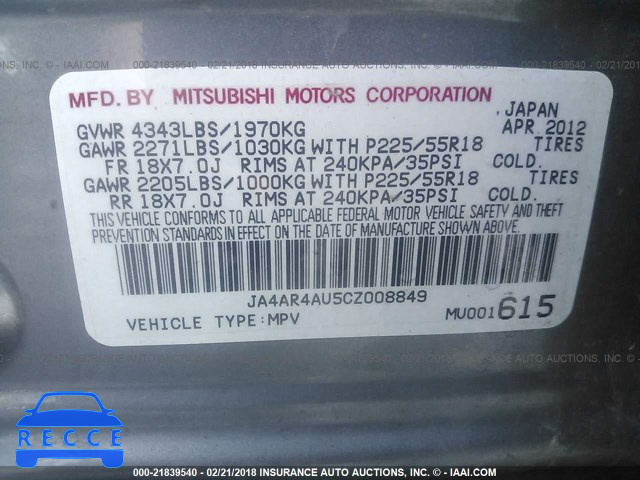 000-21839540 - 02/21/2018 INSURANCE AUTO AUCTIONS © - IAAI.COM
MFD. BY MITSUBISHI MOTORS CORPORATION
JAPAN
GVWR 4343LBS/1970KG APR 2012
GAWR 2271LBS/1030KG WITH P225/55R18 TIRES
FR 18X7.0J RIMS AT 240KPA/35PSI COLD.
GAWR 2205LBS/1000KG WITH P225/55R18 TIRES
RR 18X7.0J RIMS AT 240KPA/35PSI COLD.
THIS VEHICLE CONFORMS TO ALL APPLICABLE FEDERAL MOTOR VEHICLE SAFETY AND THEFT
PREVENTION STANDARDS IN EFFECT ON THE DATE OF MANUFACTURE SHOWN ABOVE.
JA4AR4AU5CZ008849
VEHICLE TYPE:MPV MU001615
RECCE
000-21839540 - 02/21/2018 INSURANCE AUTO AUCTIONS © - IAAI.COM